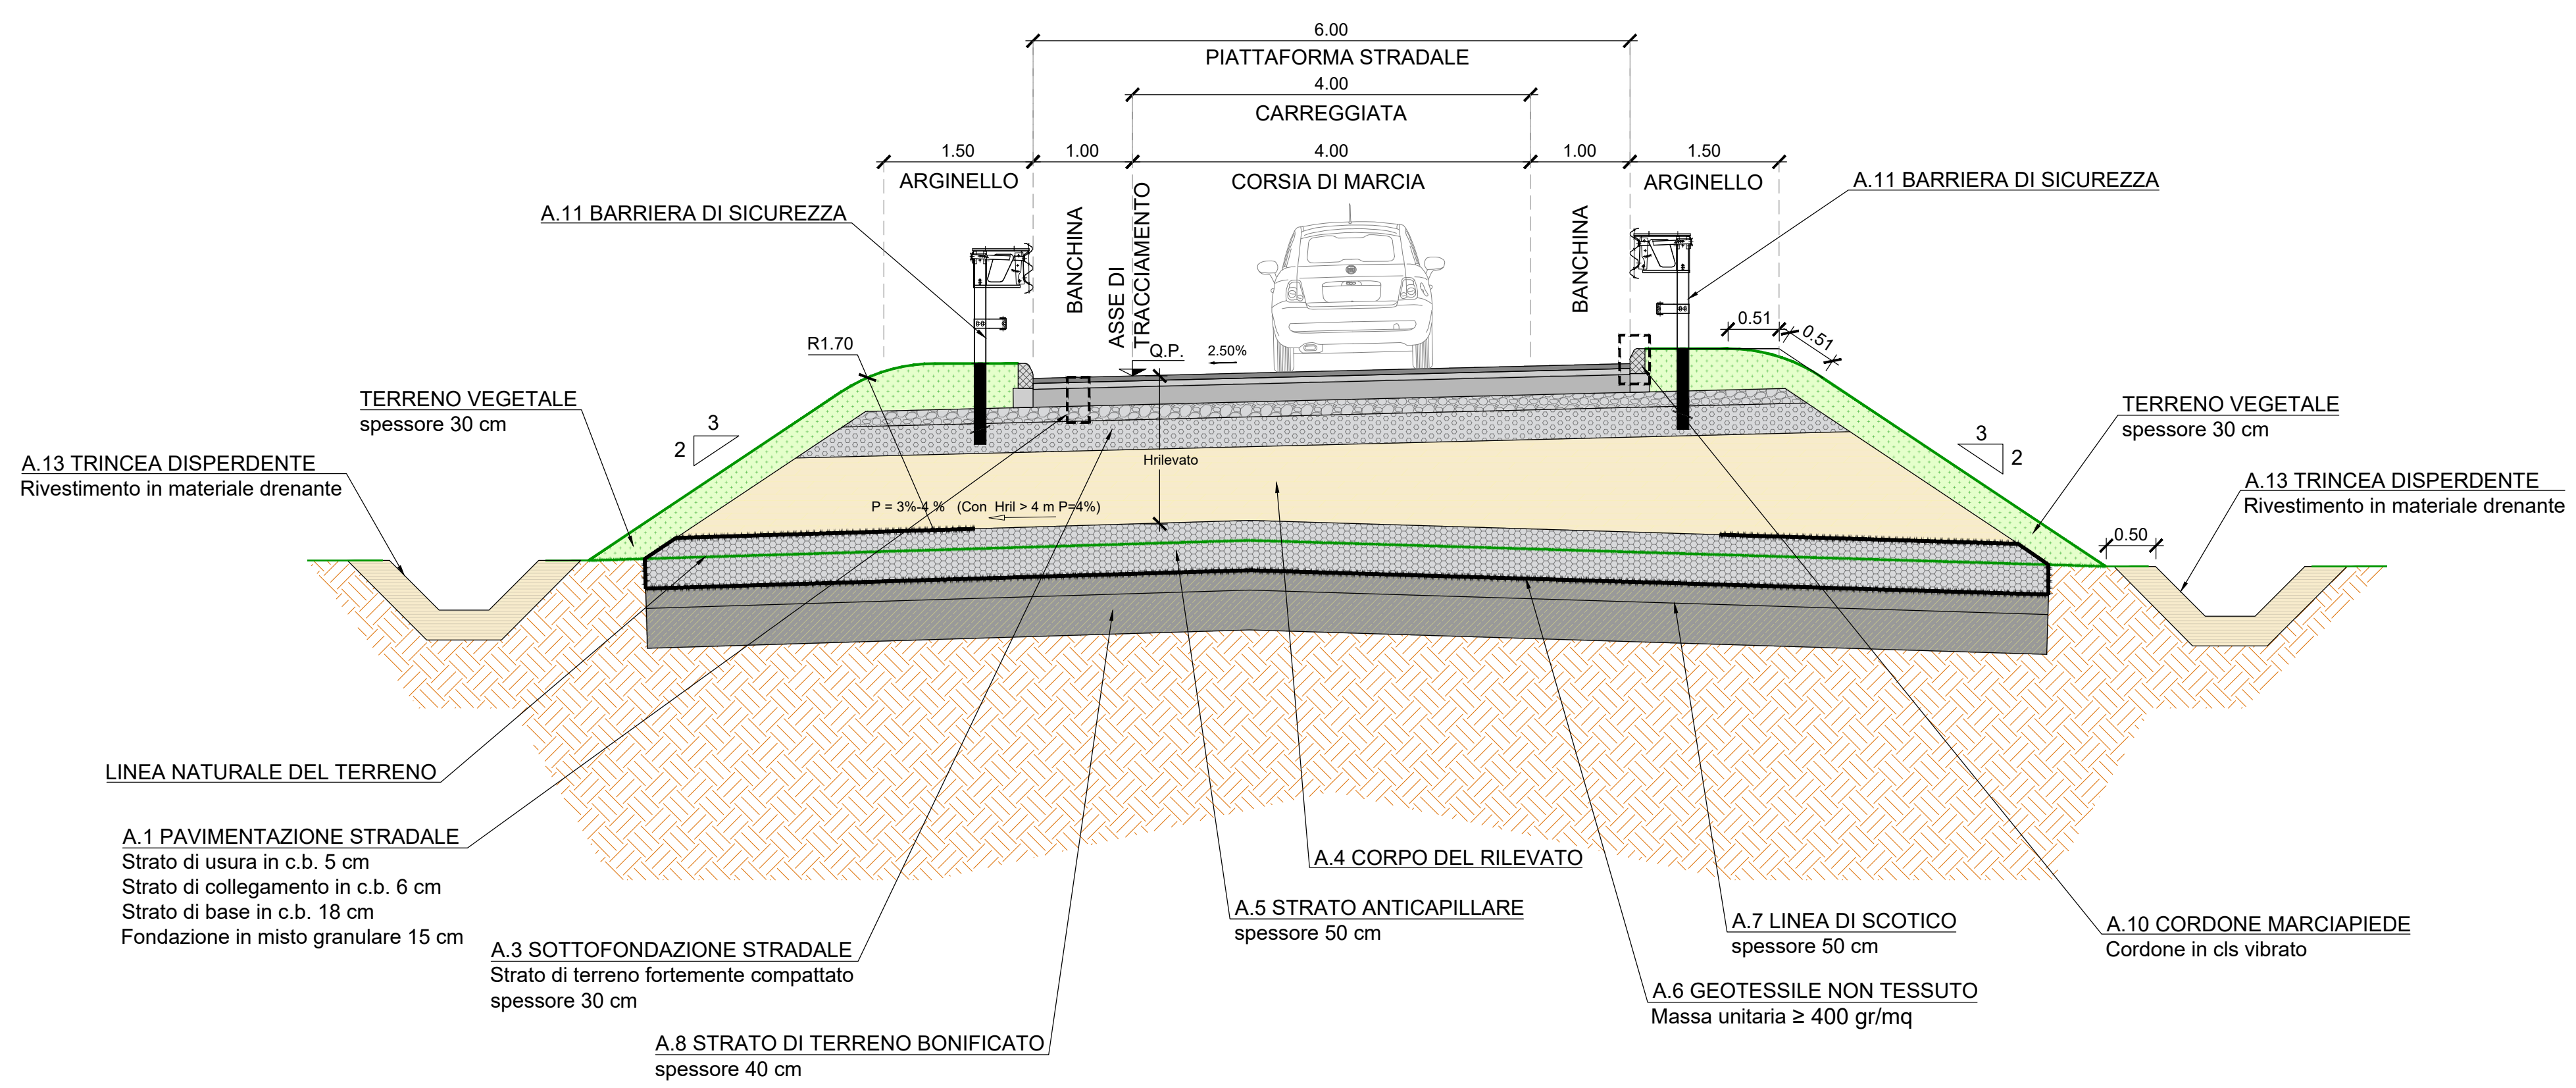 6.00
PIATTAFORMA STRADALE
4.00
CARREGGIATA
1.50
1.00
4.00
1.00
1.50
ARGINELLO
CORSIA DI MARCIA
ARGINELLO
A.11 BARRIERA DI SICUREZZA
A.11 BARRIERA DI SICUREZZA
BANCHINA
ASSE DI
TRACCIAMENTO
BANCHINA
R1.70
Q.P.
2.50%
0.51
0.51
TERRENO VEGETALE
spessore 30 cm
3
2
TERRENO VEGETALE
spessore 30 cm
3
2
A.13 TRINCEA DISPERDENTE
Rivestimento in materiale drenante
Hrilevato
A.13 TRINCEA DISPERDENTE
Rivestimento in materiale drenante
P = 3%-4 % (Con Hril > 4 m P=4%)
0.50
LINEA NATURALE DEL TERRENO
A.1 PAVIMENTAZIONE STRADALE
Strato di usura in c.b. 5 cm
Strato di collegamento in c.b. 6 cm
Strato di base in c.b. 18 cm
Fondazione in misto granulare 15 cm
A.3 SOTTOFONDAZIONE STRADALE
Strato di terreno fortemente compattato
spessore 30 cm
A.8 STRATO DI TERRENO BONIFICATO
spessore 40 cm
A.4 CORPO DEL RILEVATO
A.5 STRATO ANTICAPILLARE
spessore 50 cm
A.7 LINEA DI SCOTICO
spessore 50 cm
A.6 GEOTESSILE NON TESSUTO
Massa unitaria ≥ 400 gr/mq
A.10 CORDONE MARCIAPIEDE
Cordone in cls vibrato